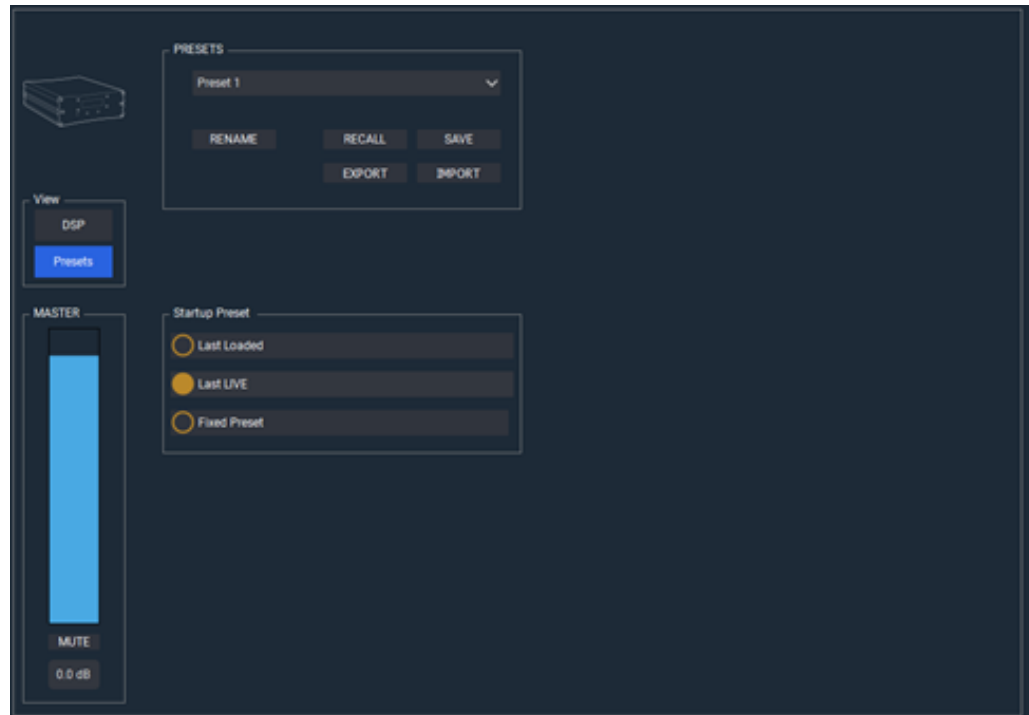 PRESETS
Preset 1
RENAME RECALL SAVE
EXPORT IMPORT
View
DSP
Presets
MASTER
MUTE
0.0 dB
Startup Preset
Last Loaded
Last LIVE
Fixed Preset